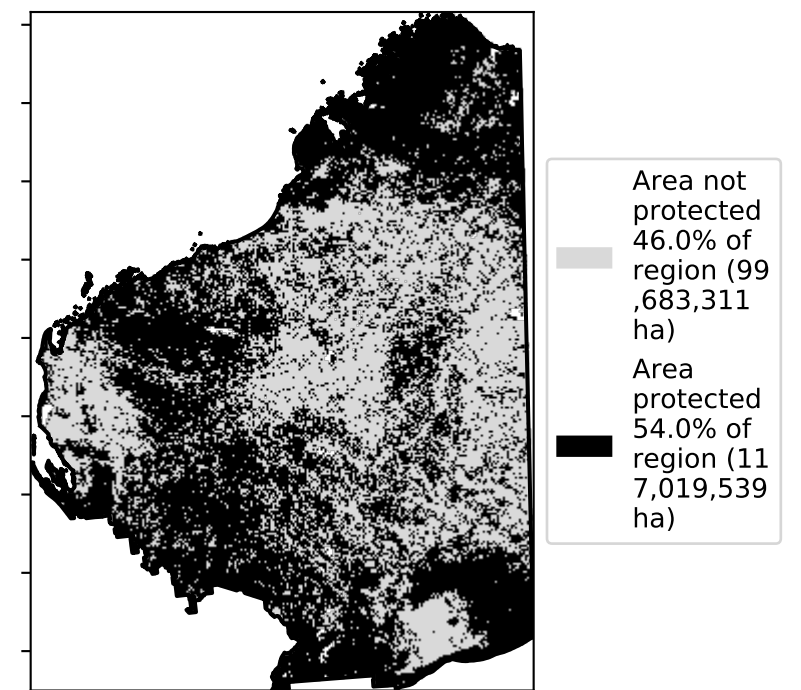 Area not
protected
46.0% of
region (99
,683,311
ha)
Area
protected
54.0% of
region (11
7,019,539
ha)